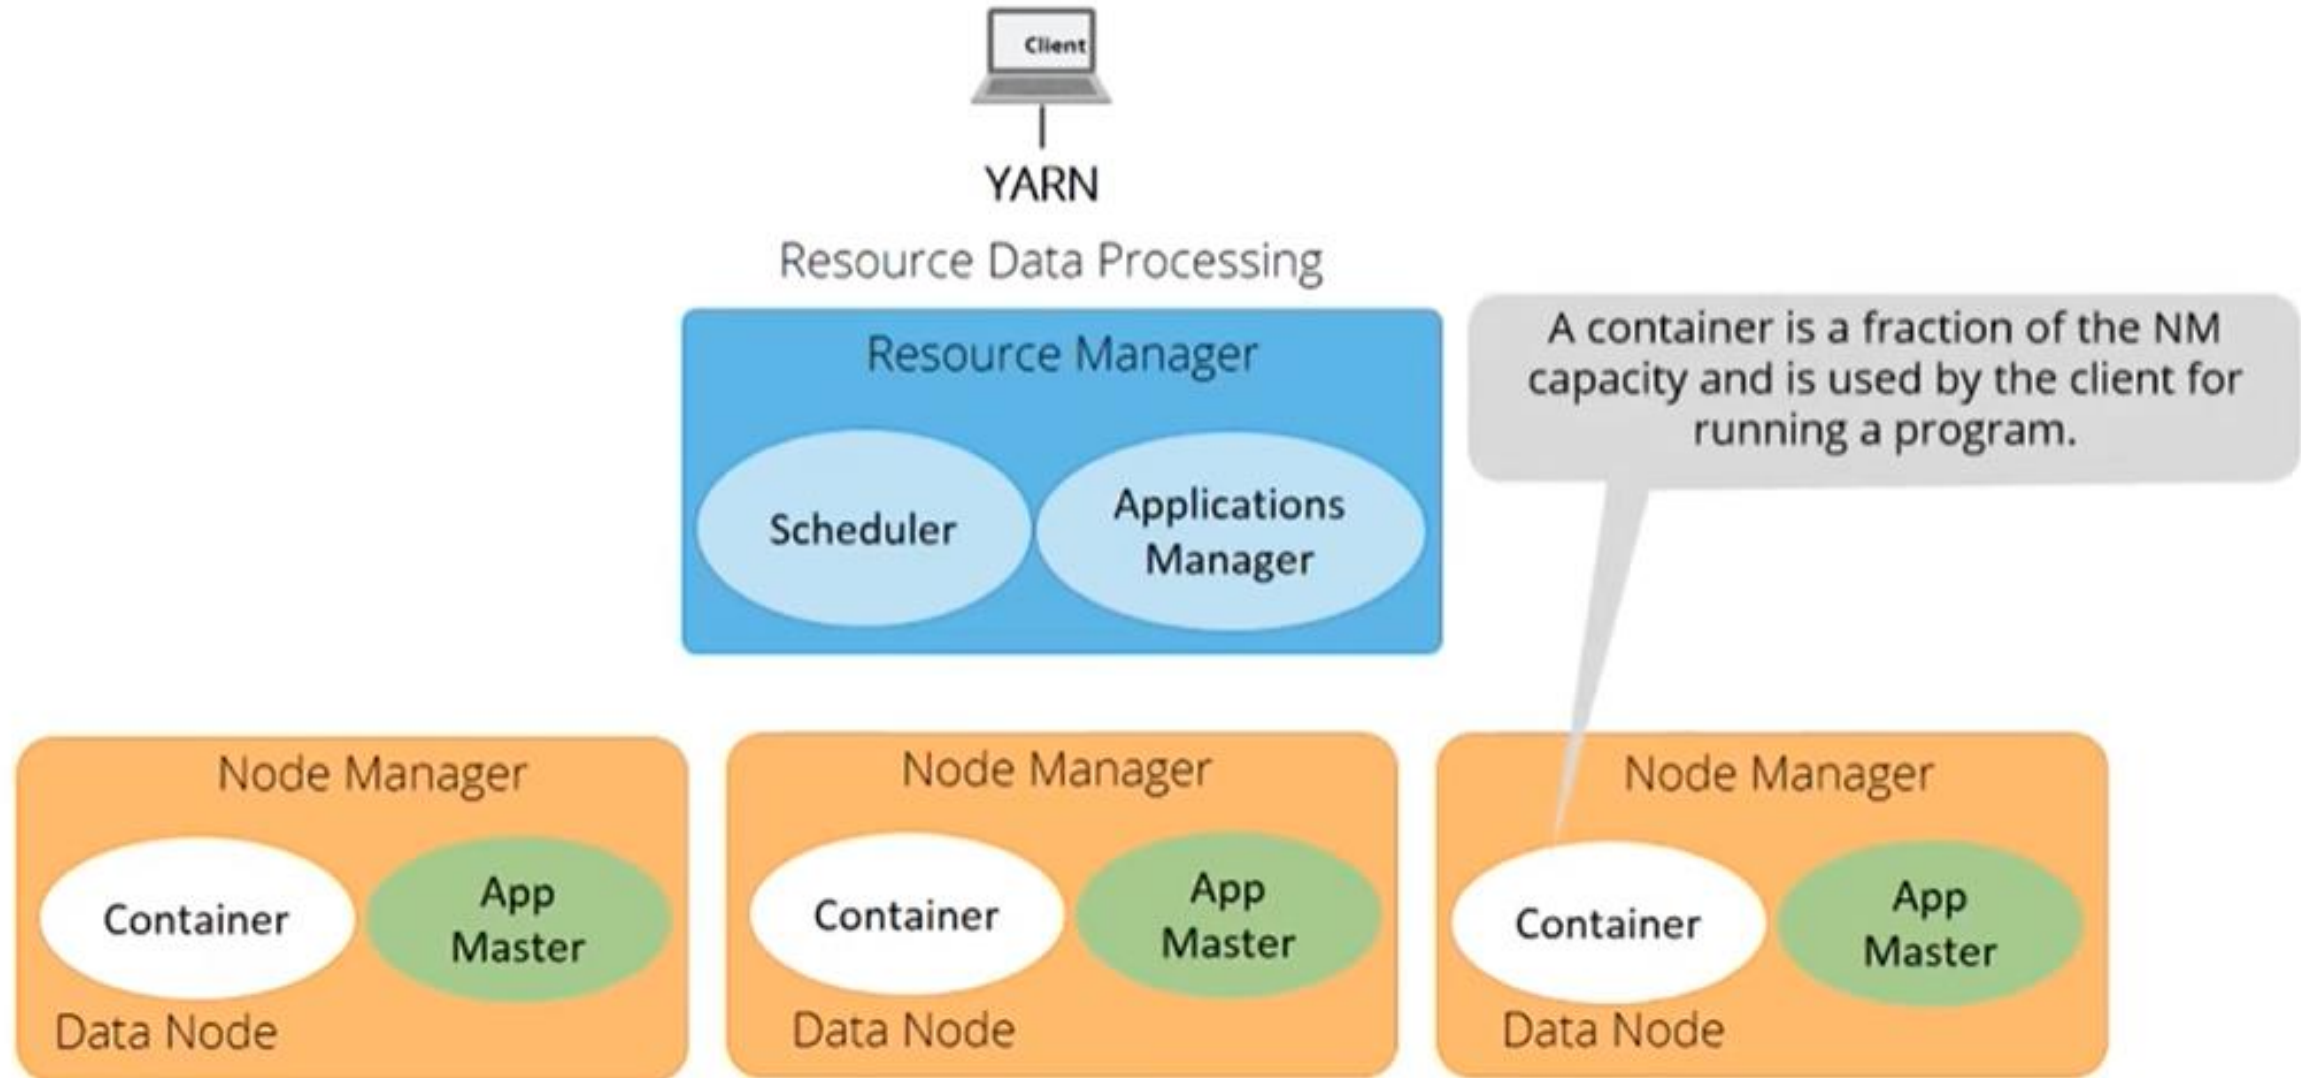 Client
YARN
Resource Data Processing
Resource Manager
Scheduler
Applications
Manager
A container is a fraction of the NM
capacity and is used by the client for
running a program.
Node Manager
Container
App
Master
Data Node
Node Manager
Container
App
Master
Data Node
Node Manager
Container
App
Master
Data Node